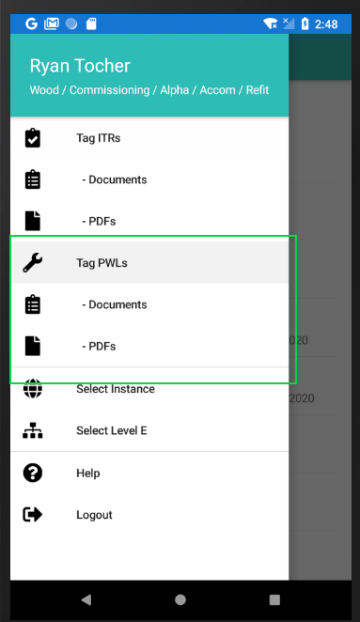 G 2:48
Ryan Tocher
Wood / Commissioning / Alpha / Accom / Refit
Tag ITRs
- Documents
- PDFs
Tag PWLs
- Documents
020
- PDFs
Select Instance
2020
Select Level E
Help
Logout